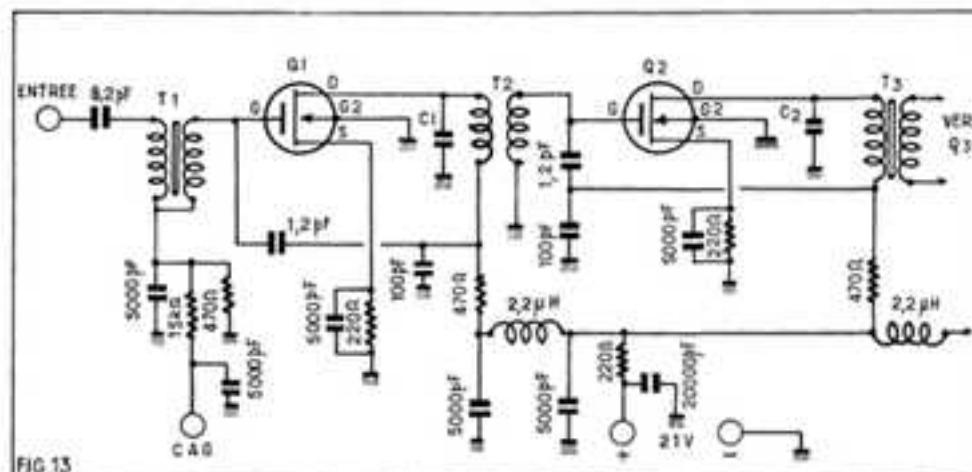 ENTREE
8,2pF
T1
Q1
D
G
G2
S
C1
T2
Q2
D
G
G2
S
C2
T3
VER
Q3
1,2pF
100pF
5000pF
15kΩ
470Ω
5000pF
CAG
5000pF
220Ω
470Ω
2,2µH
5000pF
5000pF
1,2pF
100pF
5000pF
220Ω
470Ω
2,2µH
220Ω
20000pF
21V
+
-
FIG 13